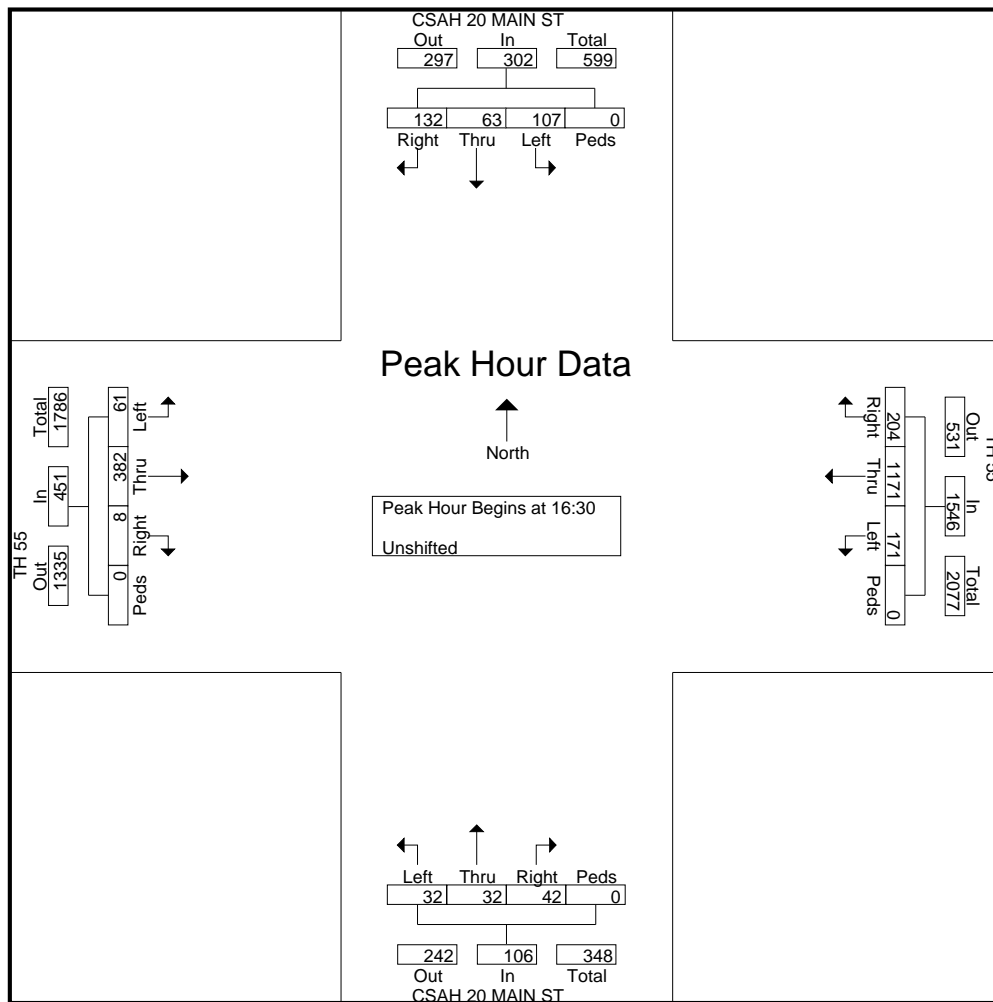 CSAH 20 MAIN ST
Out In Total
297 302 599
132 63 107 0
Right Thru Left Peds
Peak Hour Data
North
Peak Hour Begins at 16:30
Unshifted
TH 55
Out In Total
1335 451 1786
61 382 8 0
Left Thru Right Peds
Out In Total
531 1546 2077
204 1171 171 0
Right Thru Left Peds
Left Thru Right Peds
32 32 42 0
242 106 348
Out In Total
CSAH 20 MAIN ST